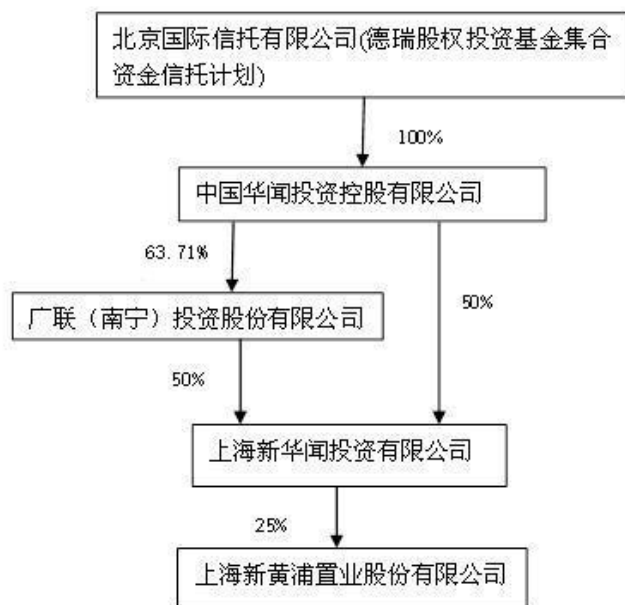 北京国际信托有限公司(德瑞股权投资基金集合
资金信托计划)
100%
中国华闻投资控股有限公司
63.71%
50%
广联（南宁）投资股份有限公司
50%
上海新华闻投资有限公司
25%
上海新黄浦置业股份有限公司